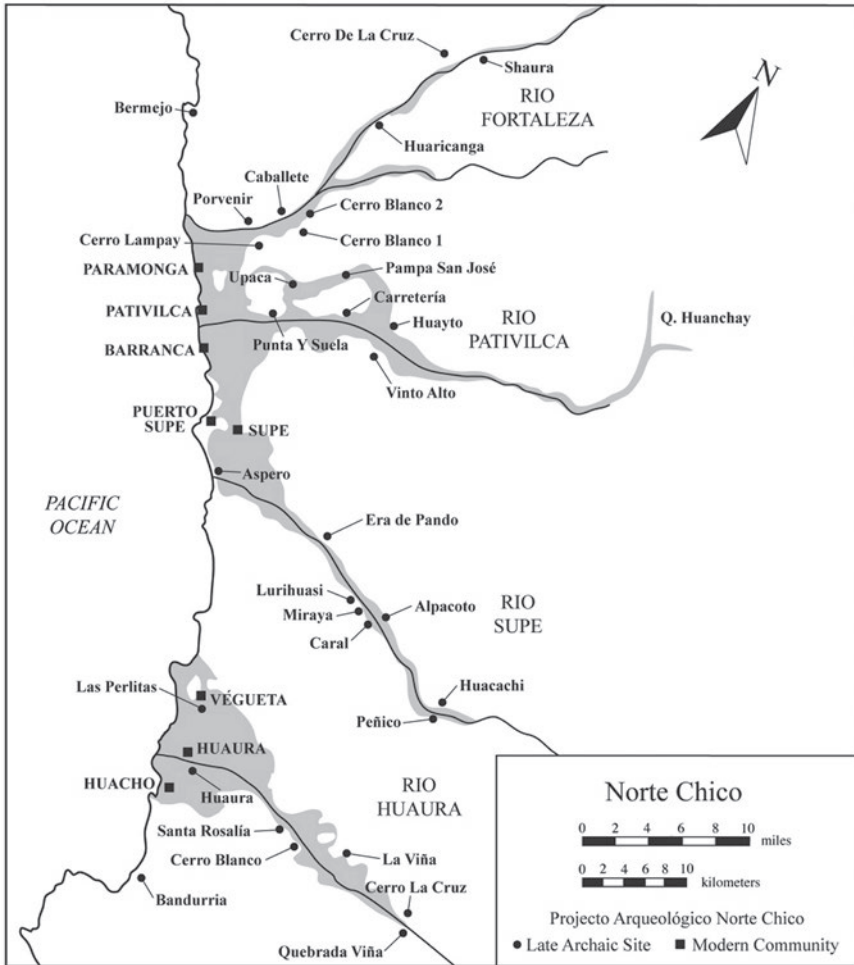 Cerro De La Cruz
Shaura
N
RIO
FORTALEZA
Bermejo
Huaricanga
Caballete
Porvenir
Cerro Blanco 2
Cerro Lampay
Cerro Blanco 1
PARAMONGA
Upaca
Pampa San José
PATIVILCA
Carretería
Huayto
RIO
PATIVILCA
Q. Huanchay
Punta Y Suela
BARRANCA
Vinto Alto
PUERTO
SUPE
SUPE
Aspero
PACIFIC
OCEAN
Era de Pando
Lurihuasi
Miraya
Alpacoto
Caral
RIO
SUPE
Las Perlitas
VÉGUETA
Huacachi
Peñico
HUAURA
HUACHO
Huaura
RIO
HUAURA
Santa Rosalía
Cerro Blanco
La Viña
Bandurria
Cerro La Cruz
Quebrada Viña
Norte Chico
0 2 4 6 8 10
miles
0 2 4 6 8 10
kilometers
Projecto Arqueológico Norte Chico
Late Archaic Site
Modern Community